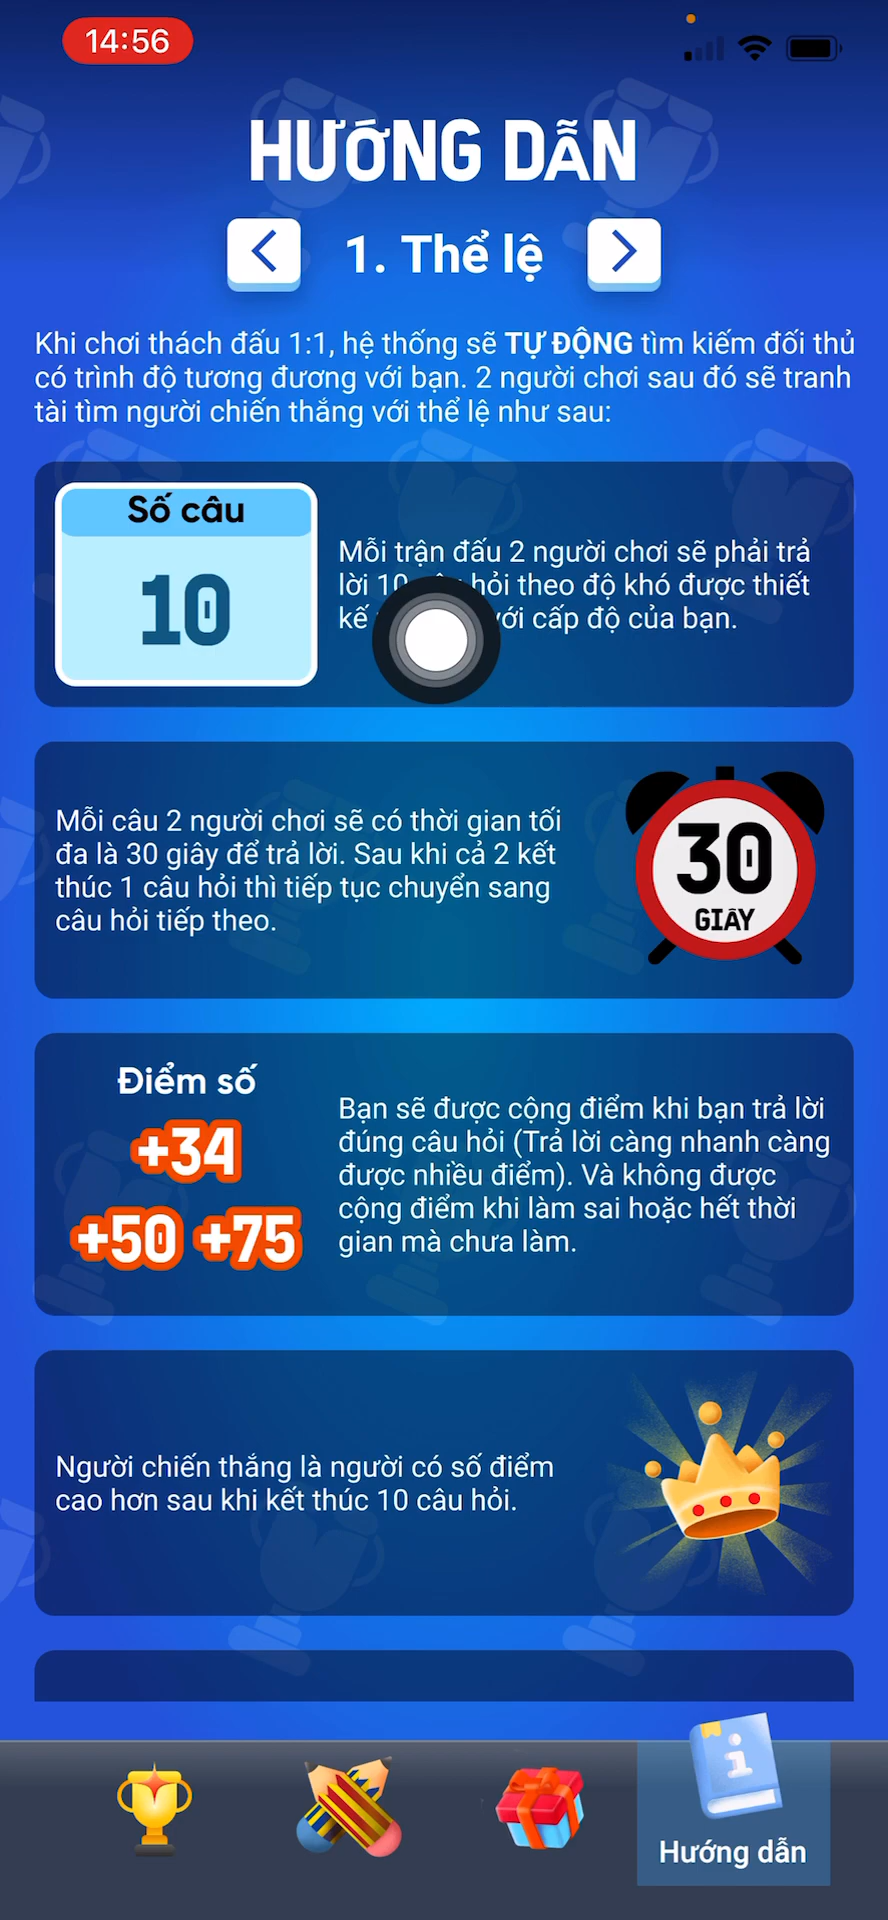 14:56
HƯỚNG DẪN
1. Thể lệ
Khi chơi thách đấu 1:1, hệ thống sẽ TỰ ĐỘNG tìm kiếm đối thủ
có trình độ tương đương với bạn. 2 người chơi sau đó sẽ tranh
tài tìm người chiến thắng với thể lệ như sau:
Số câu
10
Mỗi trận đấu 2 người chơi sẽ phải trả
lời 10 hỏi theo độ khó được thiết
kế với cấp độ của bạn.
Mỗi câu 2 người chơi sẽ có thời gian tối
đa là 30 giây để trả lời. Sau khi cả 2 kết
thúc 1 câu hỏi thì tiếp tục chuyển sang
câu hỏi tiếp theo.
30
GIÂY
Điểm số
+34
+50 +75
Bạn sẽ được cộng điểm khi bạn trả lời
đúng câu hỏi (Trả lời càng nhanh càng
được nhiều điểm). Và không được
cộng điểm khi làm sai hoặc hết thời
gian mà chưa làm.
Người chiến thắng là người có số điểm
cao hơn sau khi kết thúc 10 câu hỏi.
Hướng dẫn